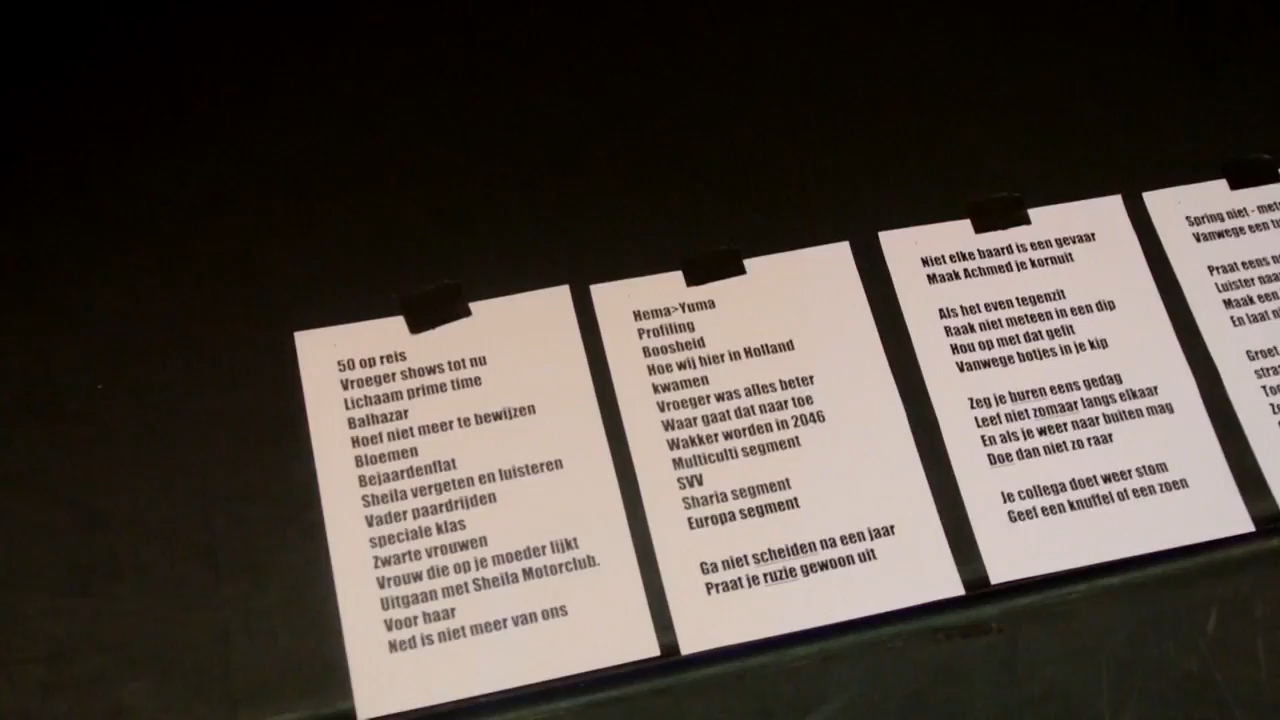 50 op reis
Vroeger shows tot nu
Lichaam prime time
Balhazar
Hoef niet meer te bewijzen
Bloemen
Bejaardenflat
Sheila vergeten en luisteren
Vader paardrijden
speciale klas
Zwarte vrouwen
Vrouw die op je moeder lijkt
Uitgaan met Sheila Motorclub.
Voor haar
Ned is niet meer van ons
Hema>Yuma
Profiling
Boosheid
Hoe wij hier in Holland
kwamen
Vroeger was alles beter
Waar gaat dat naar toe
Wakker worden in 2046
Multiculti segment
SVV
Sharia segment
Europa segment
Ga niet scheiden na een jaar
Praat je ruzie gewoon uit
Niet elke baard is een gevaar
Maak Achmed je kornuit
Als het even tegenzit
Raak niet meteen in een dip
Hou op met dat gefit
Vanwege botjes in je kip
Zeg je buren eens gedag
Leef niet zomaar langs elkaar
En als je weer naar buiten mag
Doe dan niet zo raar
Je collega doet weer stom
Geef een knuffel of een zoen
Spring niet - met
Vanwege een
Praat eens
Luister naa
Maak een
En laat
Groet